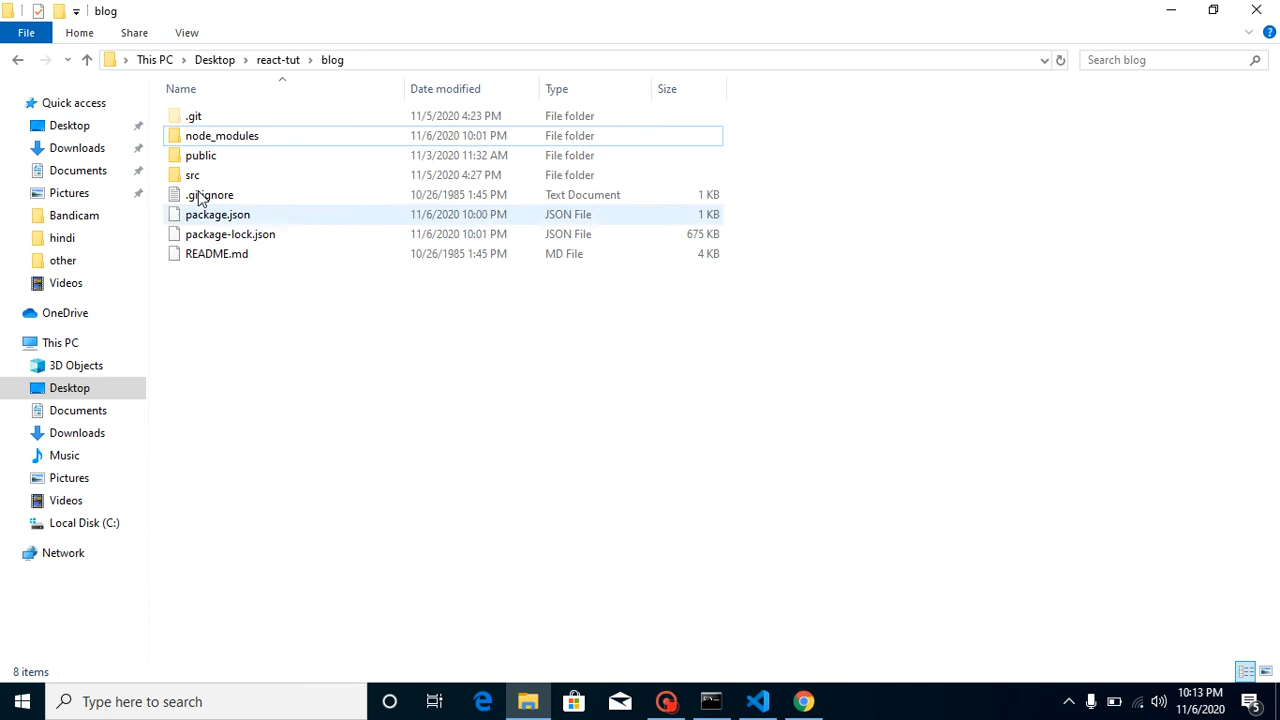 blog
File Home Share View
This PC Desktop react-tut blog Search blog
Name Date modified Type Size
Quick access
Desktop
Downloads
Documents
Pictures
Bandicam
hindi
other
Videos
OneDrive
This PC
3D Objects
Desktop
Documents
Downloads
Music
Pictures
Videos
Local Disk (C:)
Network
.git 11/5/2020 4:23 PM File folder
node_modules 11/6/2020 10:01 PM File folder
public 11/3/2020 11:32 AM File folder
src 11/5/2020 4:27 PM File folder
.gitignore 10/26/1985 1:45 PM Text Document 1 KB
package.json 11/6/2020 10:00 PM JSON File 1 KB
package-lock.json 11/6/2020 10:01 PM JSON File 675 KB
README.md 10/26/1985 1:45 PM MD File 4 KB
8 items
Type here to search
10:13 PM
11/6/2020
5